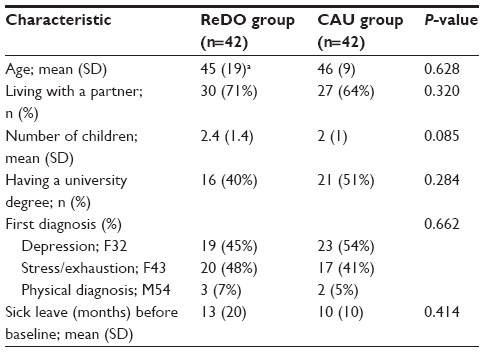 Characteristic ReDO group CAU group P-value
(n=42) (n=42)
Age; mean (SD) 45 (19)ᵃ 46 (9) 0.628
Living with a partner; 30 (71%) 27 (64%) 0.320
n (%)
Number of children; 2.4 (1.4) 2 (1) 0.085
mean (SD)
Having a university 16 (40%) 21 (51%) 0.284
degree; n (%)
First diagnosis (%) 0.662
Depression; F32 19 (45%) 23 (54%)
Stress/exhaustion; F43 20 (48%) 17 (41%)
Physical diagnosis; M54 3 (7%) 2 (5%)
Sick leave (months) before 13 (20) 10 (10) 0.414
baseline; mean (SD)